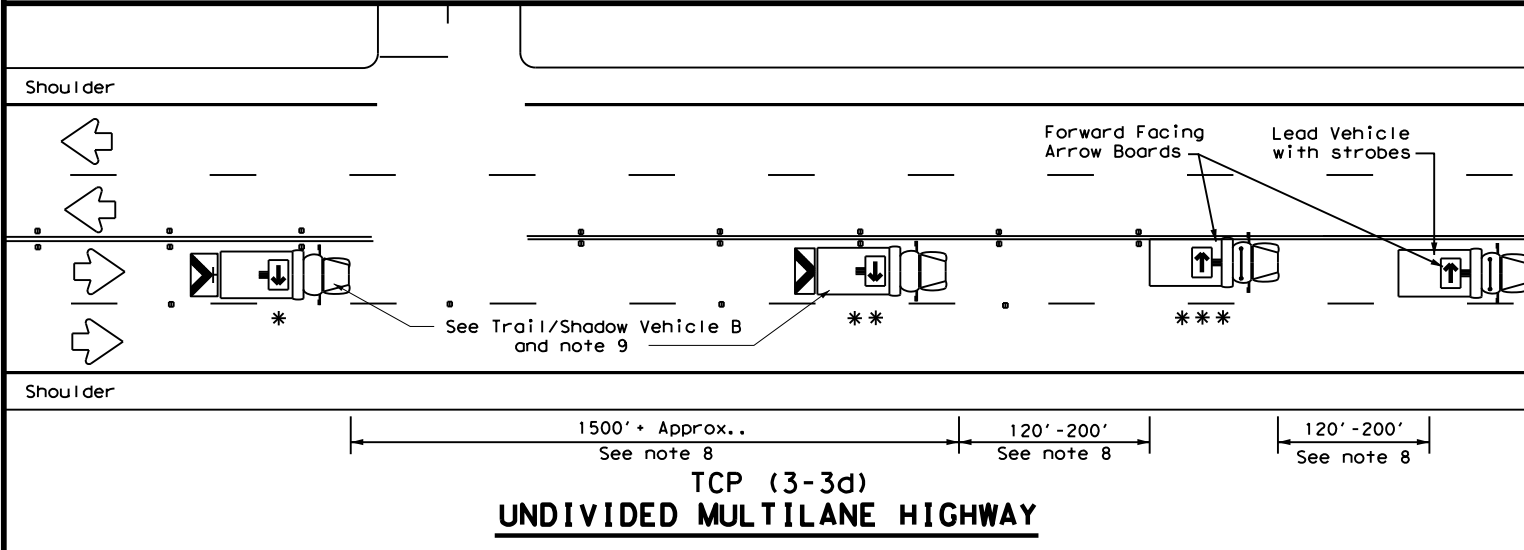 Shoulder
Forward Facing
Arrow Boards
Lead Vehicle
with strobes
*
**
***
See Trail/Shadow Vehicle B
and note 9
Shoulder
1500'+ Approx..
See note 8
120'-200'
See note 8
120'-200'
See note 8
TCP (3-3d)
UNDIVIDED MULTILANE HIGHWAY